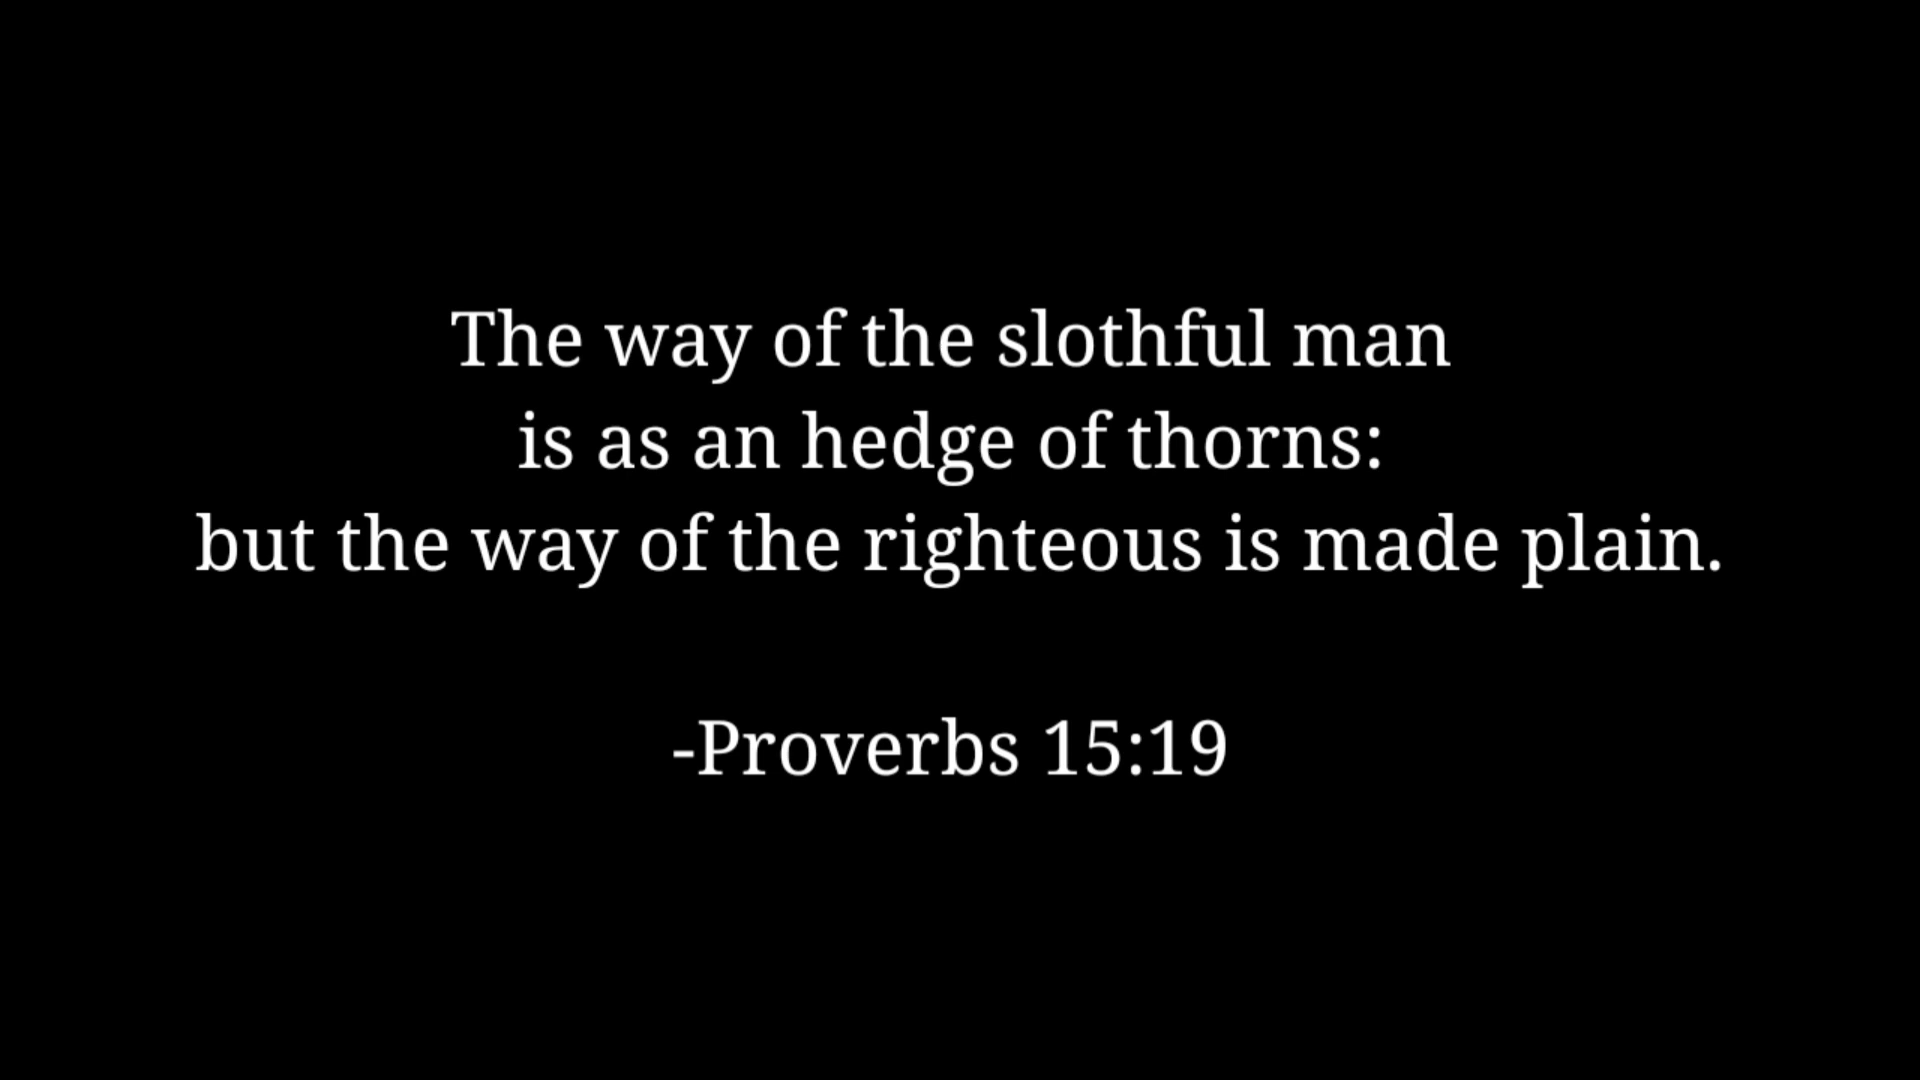 The way of the slothful man
is as an hedge of thorns:
but the way of the righteous is made plain.
-Proverbs 15:19